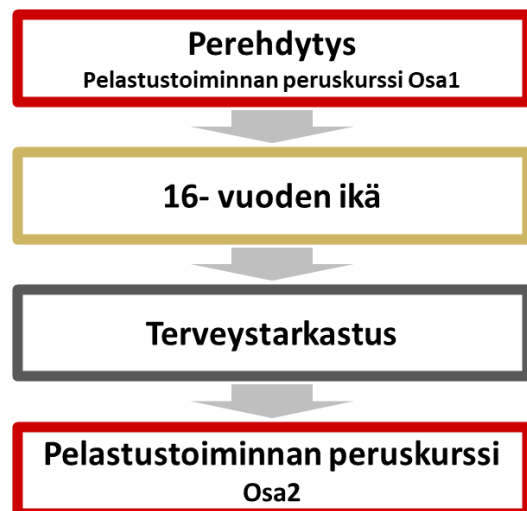 Perehdytys
Pelastustoiminnan peruskurssi Osa1
16- vuoden ikä
Terveystarkastus
Pelastustoiminnan peruskurssi
Osa2